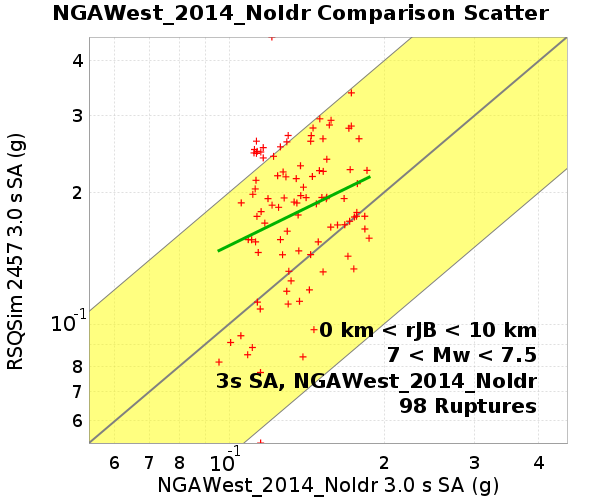 NGAWest_2014_NoIdr Comparison Scatter
RSQSim 2457 3.0 s SA (g)
4
3
2
10-1
8
7
6
0 km < rJB < 10 km
7 < Mw < 7.5
3s SA, NGAWest_2014_NoIdr
98 Ruptures
6 7 8 10-1 2 3 4
NGAWest_2014_NoIdr 3.0 s SA (g)